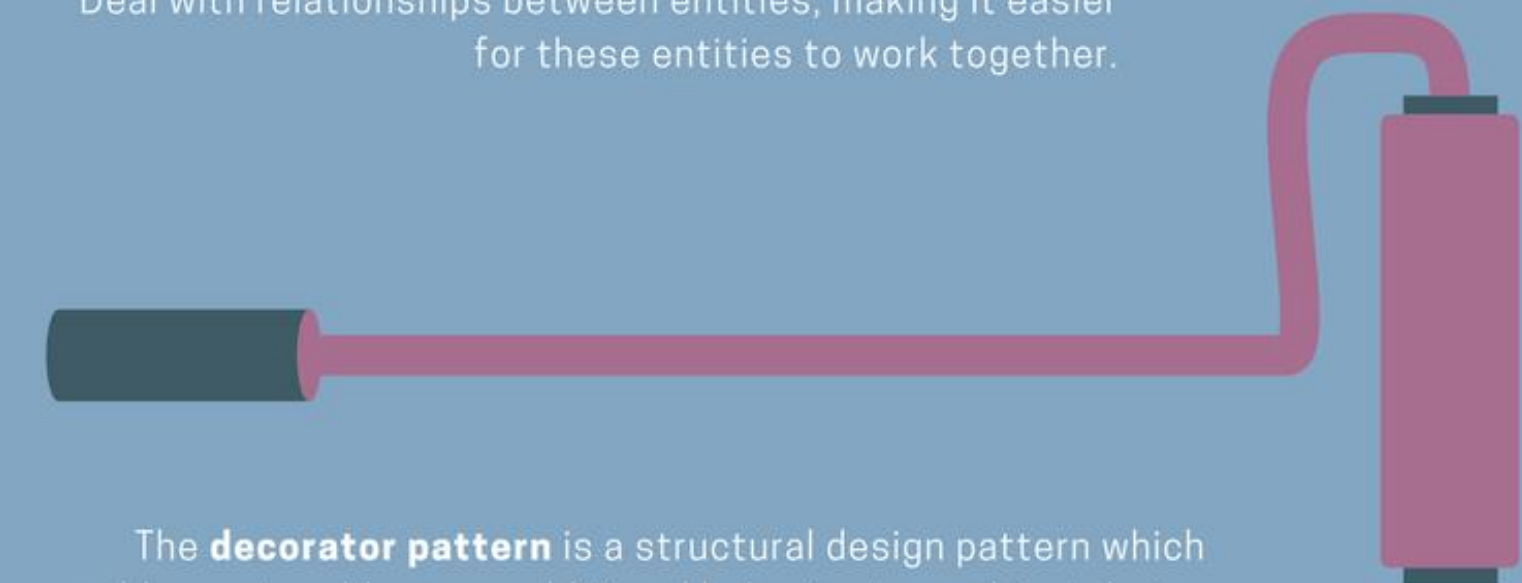 Deal with relationships between entities, making it easier
for these entities to work together.
The decorator pattern is a structural design pattern which